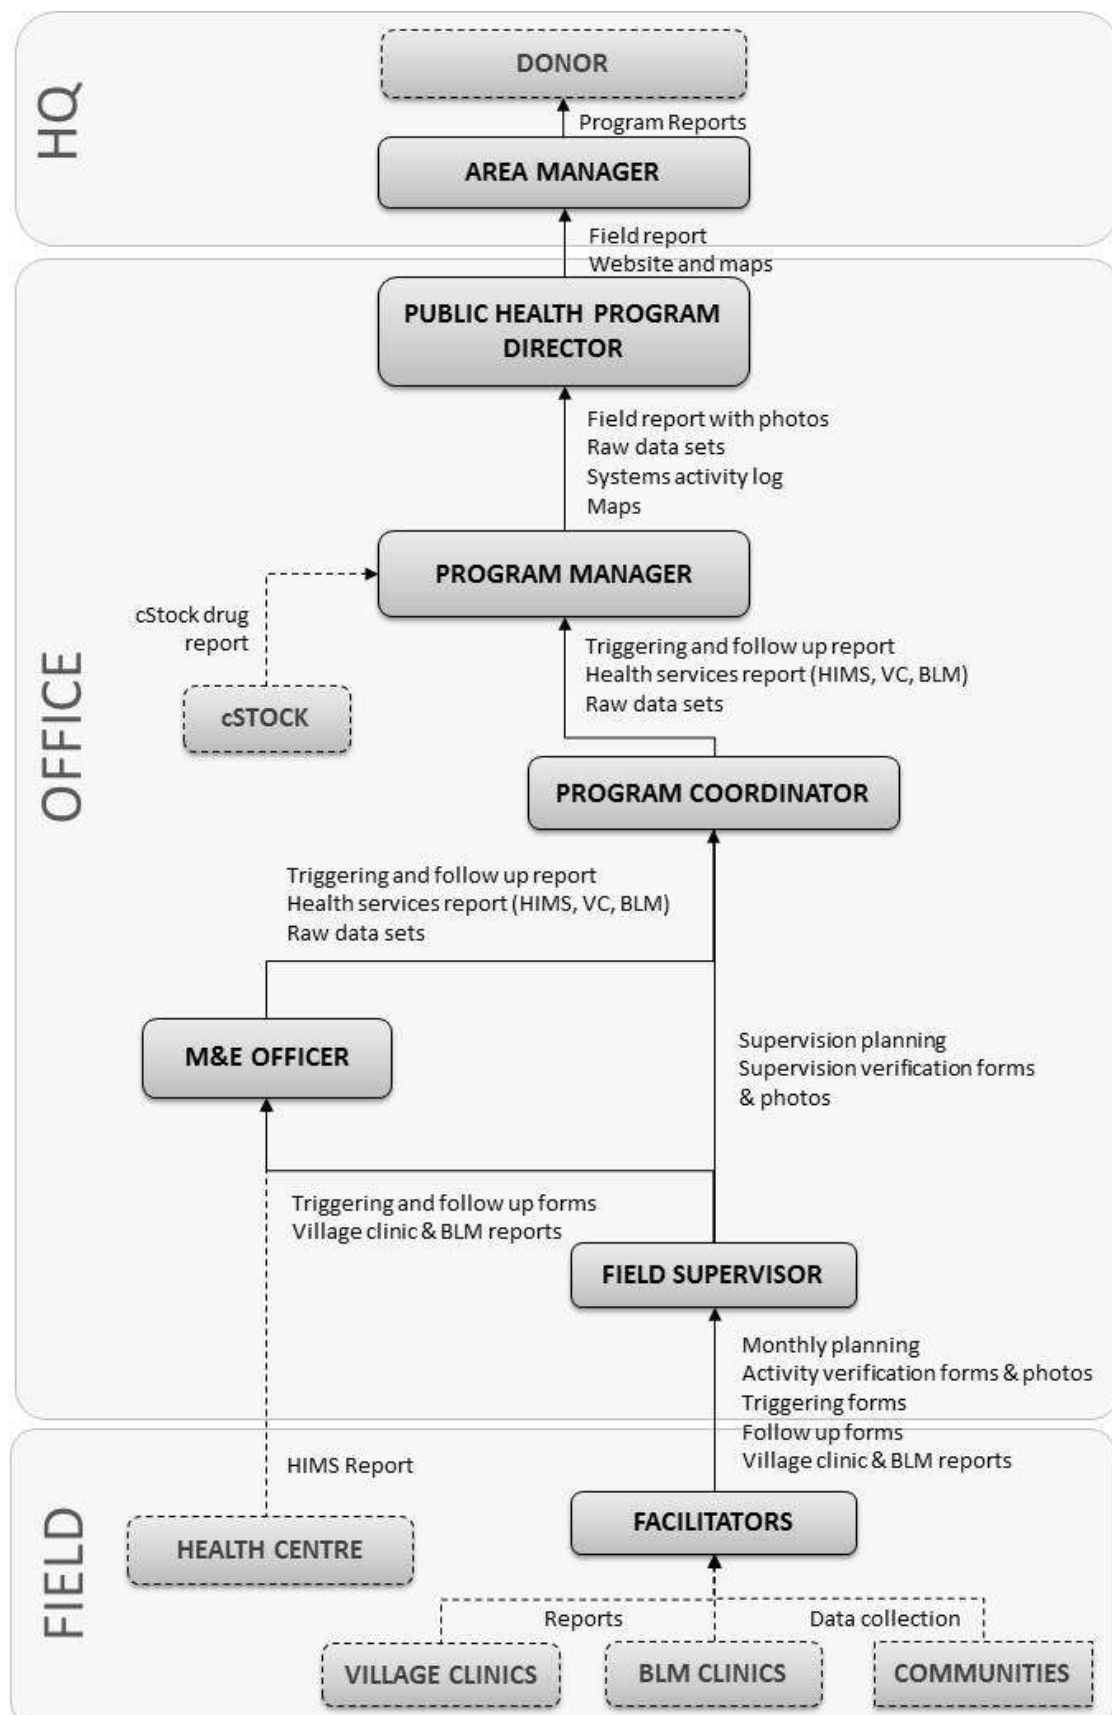 HQ
DONOR
Program Reports
AREA MANAGER
Field report
Website and maps
OFFICE
PUBLIC HEALTH PROGRAM
DIRECTOR
Field report with photos
Raw data sets
Systems activity log
Maps
PROGRAM MANAGER
cStock drug
report
cSTOCK
Triggering and follow up report
Health services report (HIMS, VC, BLM)
Raw data sets
PROGRAM COORDINATOR
Triggering and follow up report
Health services report (HIMS, VC, BLM)
Raw data sets
M&E OFFICER
Supervision planning
Supervision verification forms
& photos
Triggering and follow up forms
Village clinic & BLM reports
FIELD SUPERVISOR
Monthly planning
Activity verification forms & photos
Triggering forms
Follow up forms
Village clinic & BLM reports
FIELD
HIMS Report
HEALTH CENTRE
FACILITATORS
Reports
Data collection
VILLAGE CLINICS
BLM CLINICS
COMMUNITIES